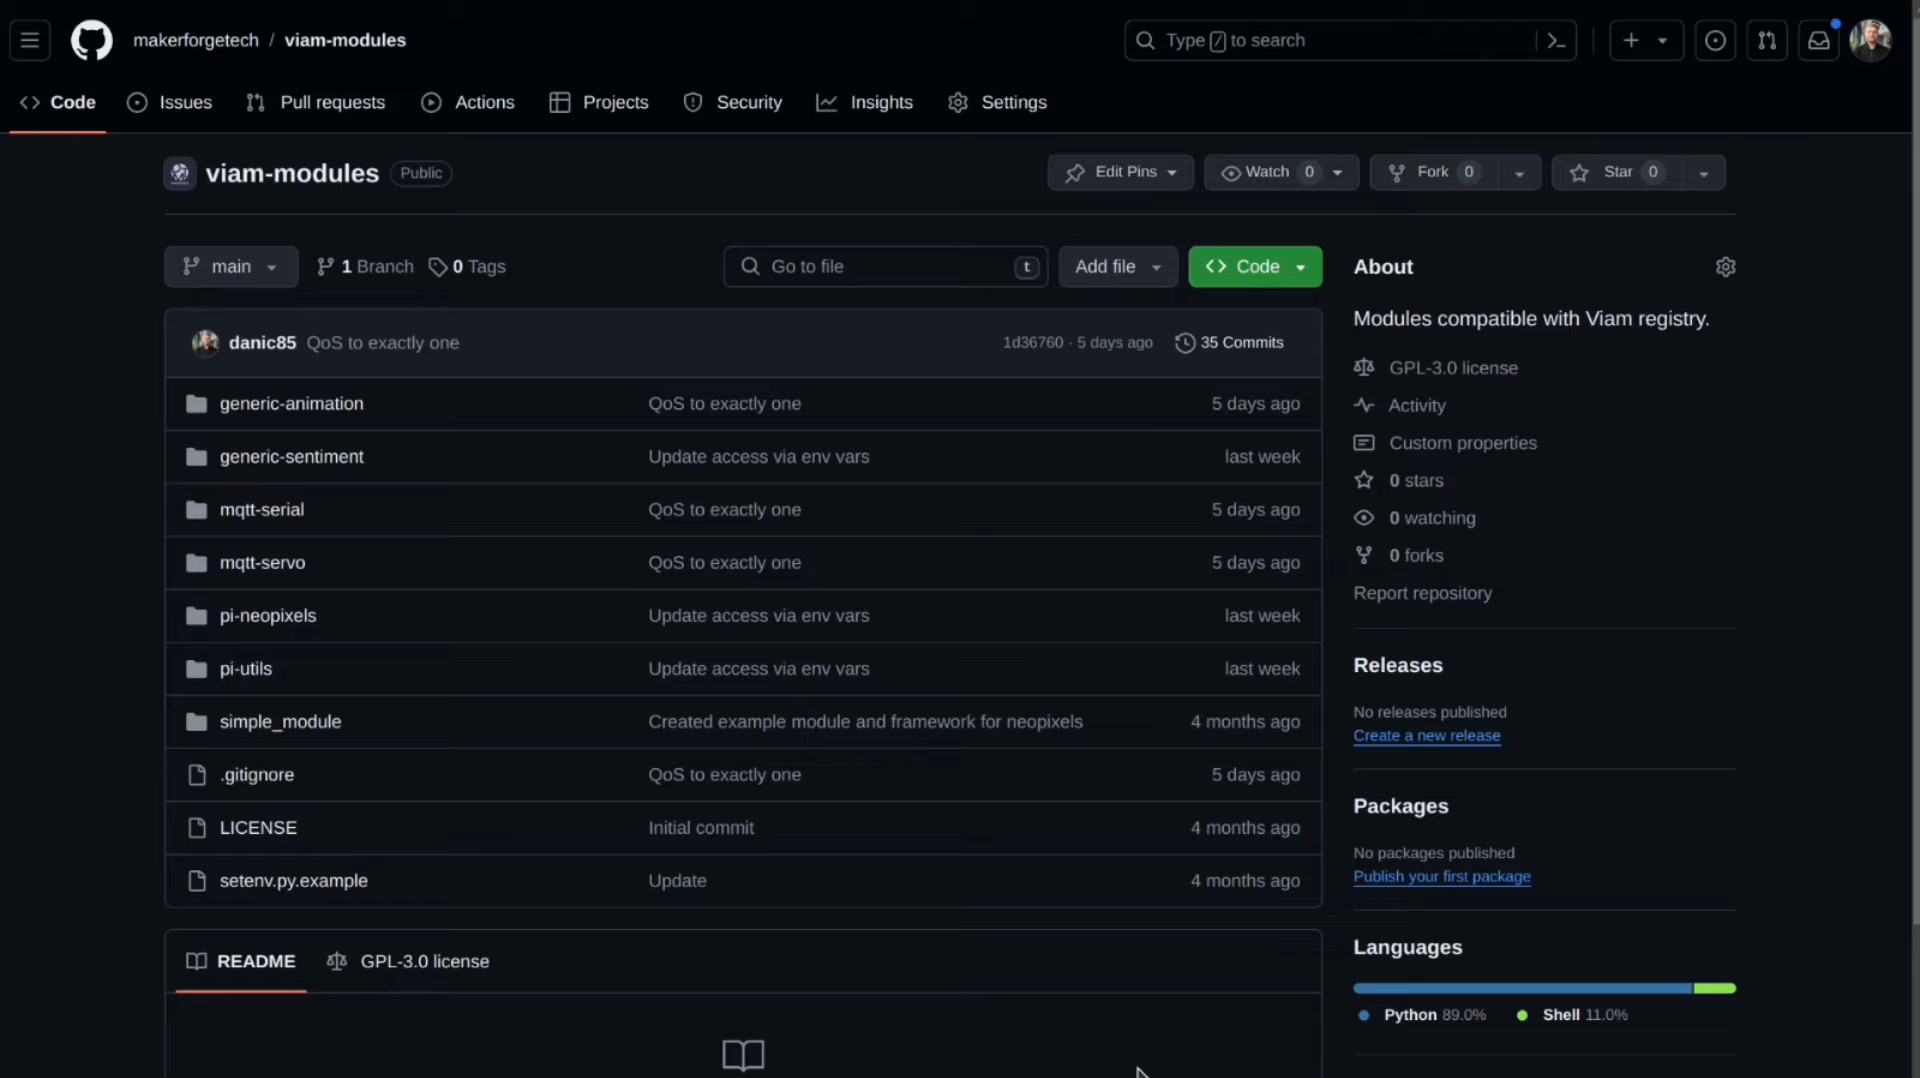 makerforgetech / viam-modules
Type / to search
Code Issues Pull requests Actions Projects Security Insights Settings
viam-modules Public
Edit Pins Watch 0 Fork 0 Star 0
main 1 Branch 0 Tags Go to file t Add file Code
danic85 QoS to exactly one 1d36760 · 5 days ago 35 Commits
generic-animation QoS to exactly one 5 days ago
generic-sentiment Update access via env vars last week
mqtt-serial QoS to exactly one 5 days ago
mqtt-servo QoS to exactly one 5 days ago
pi-neopixels Update access via env vars last week
pi-utils Update access via env vars last week
simple_module Created example module and framework for neopixels 4 months ago
.gitignore QoS to exactly one 5 days ago
LICENSE Initial commit 4 months ago
setenv.py.example Update 4 months ago
README GPL-3.0 license
About
Modules compatible with Viam registry.
GPL-3.0 license
Activity
Custom properties
0 stars
0 watching
0 forks
Report repository
Releases
No releases published
Create a new release
Packages
No packages published
Publish your first package
Languages
Python 89.0% Shell 11.0%